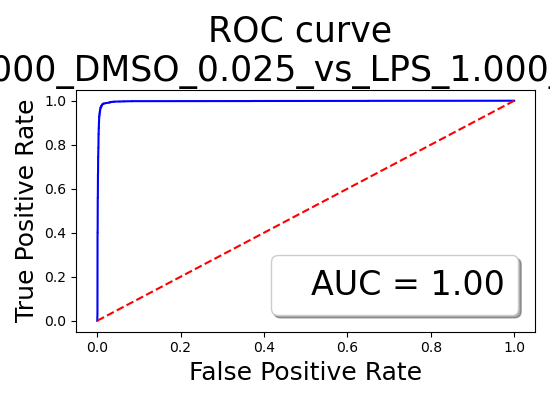 ROC curve
000_DMSO_0.025_vs_LPS_1.000_
1.0
0.8
0.6
0.4
0.2
0.0
True Positive Rate
AUC = 1.00
0.0 0.2 0.4 0.6 0.8 1.0
False Positive Rate